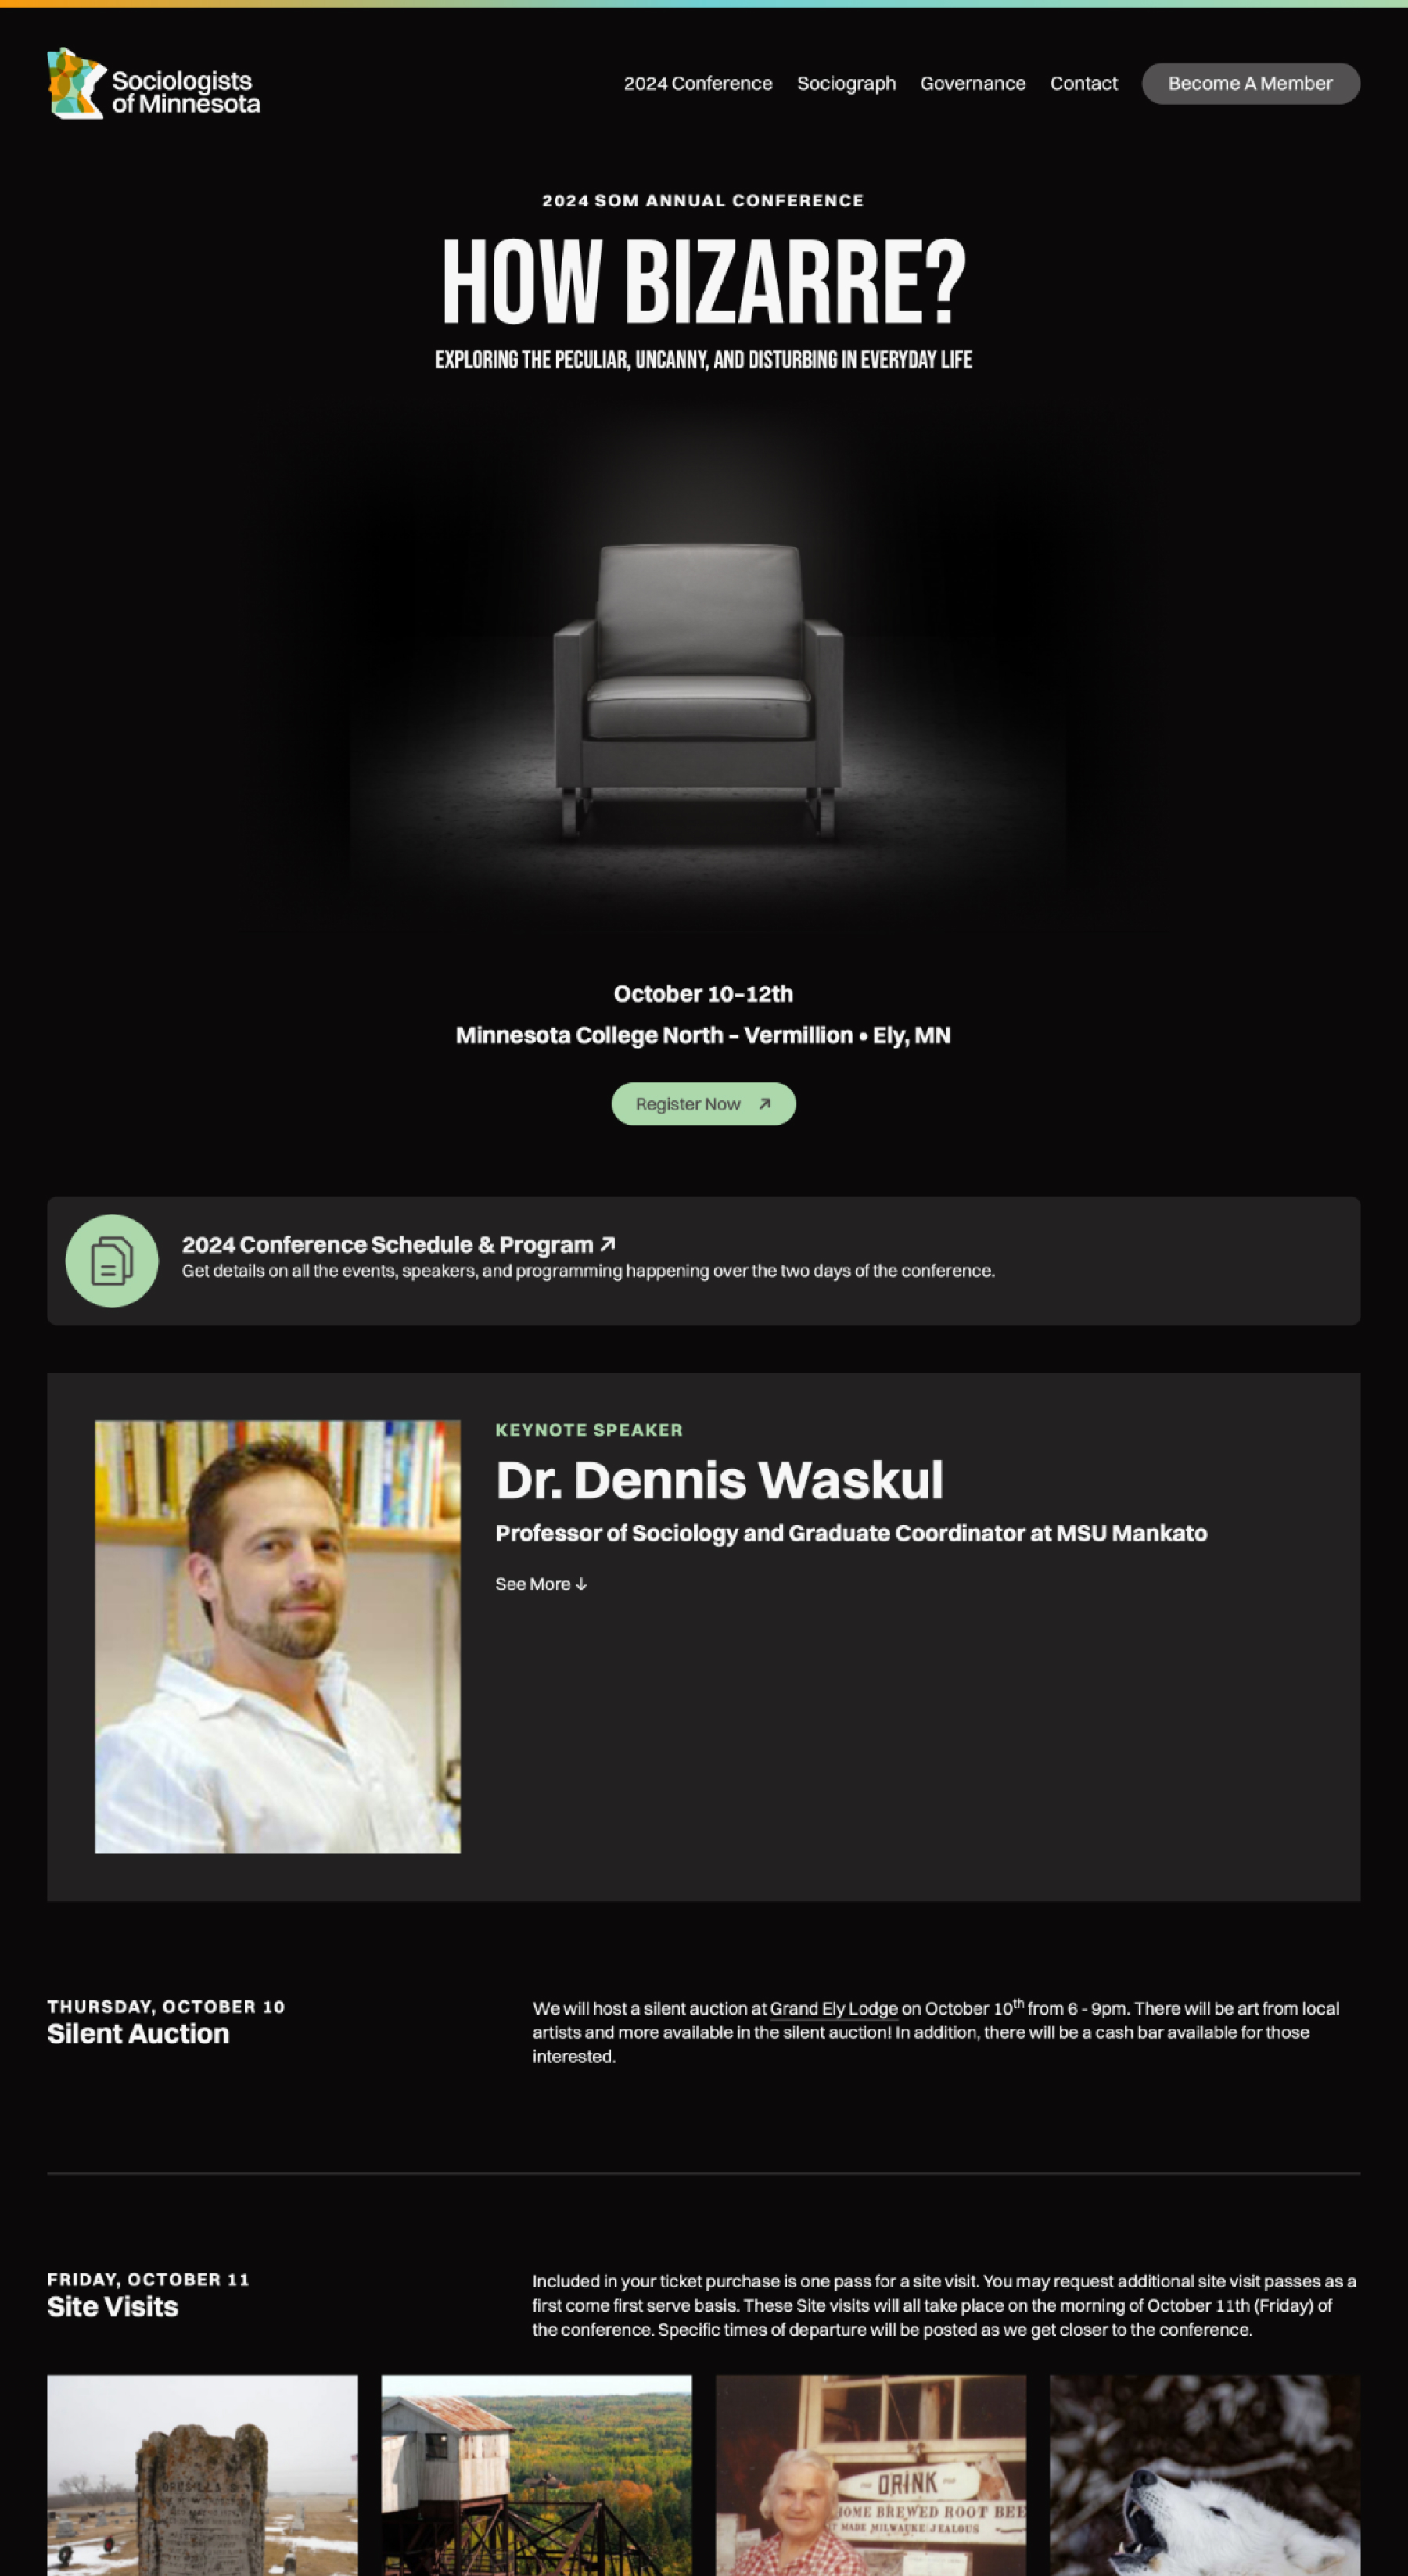 Sociologists
of Minnesota
2024 Conference
Sociograph
Governance
Contact
Become A Member
2024 SOM ANNUAL CONFERENCE
HOW BIZARRE?
EXPLORING THE PECULIAR, UNCANNY, AND DISTURBING IN EVERYDAY LIFE
October 10–12th
Minnesota College North – Vermillion • Ely, MN
Register Now ↗
2024 Conference Schedule & Program ↗
Get details on all the events, speakers, and programming happening over the two days of the conference.
KEYNOTE SPEAKER
Dr. Dennis Waskul
Professor of Sociology and Graduate Coordinator at MSU Mankato
See More ↓
THURSDAY, OCTOBER 10
Silent Auction
We will host a silent auction at Grand Ely Lodge on October 10th from 6 - 9pm. There will be art from local
artists and more available in the silent auction! In addition, there will be a cash bar available for those
interested.
FRIDAY, OCTOBER 11
Site Visits
Included in your ticket purchase is one pass for a site visit. You may request additional site visit passes as a
first come first serve basis. These Site visits will all take place on the morning of October 11th (Friday) of
the conference. Specific times of departure will be posted as we get closer to the conference.
DRINK
HOME BREWED ROOT BEE
T MADE MILWAUKE JEALOUS